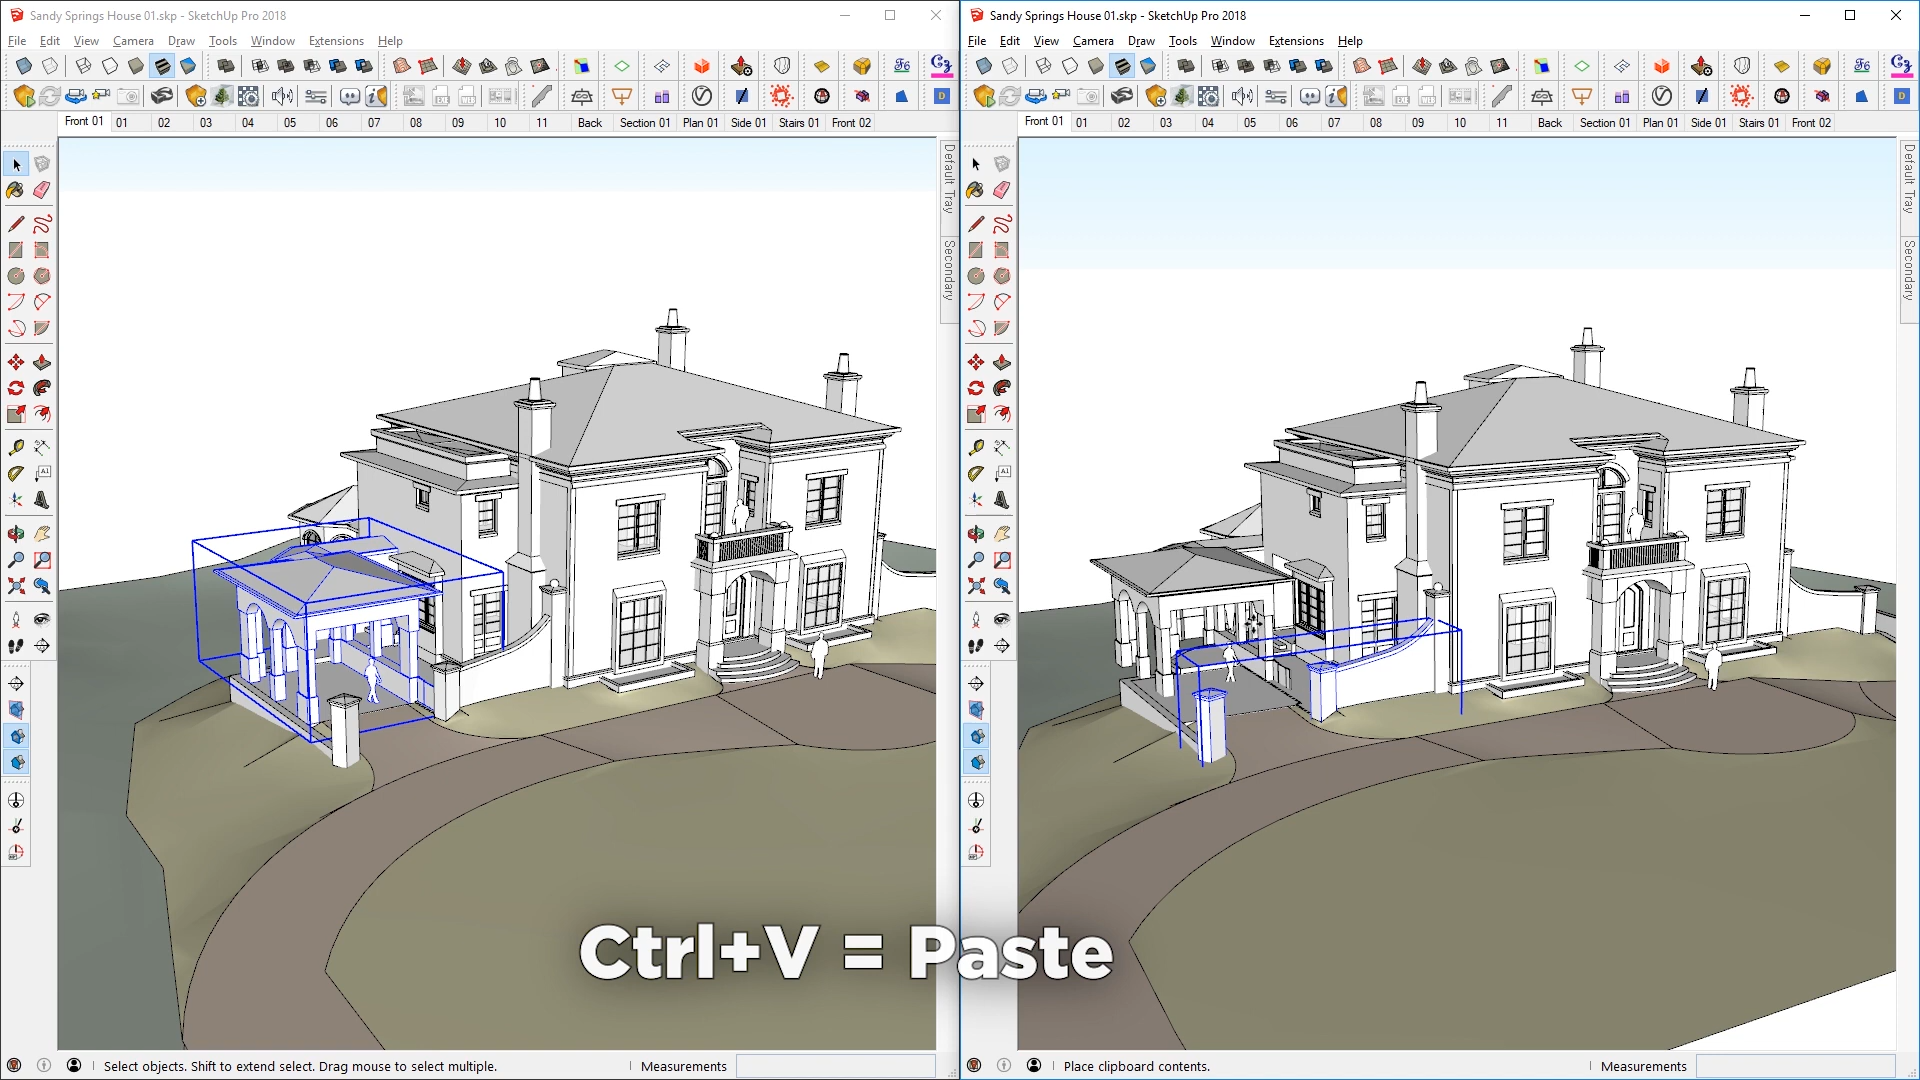 Sandy Springs House 01.skp - SketchUp Pro 2018
File Edit View Camera Draw Tools Window Extensions Help
Front 01 01 02 03 04 05 06 07 08 09 10 11 Back Section 01 Plan 01 Side 01 Stairs 01 Front 02
Default Tray
Secondary
Select objects. Shift to extend select. Drag mouse to select multiple.
Measurements
Sandy Springs House 01.skp - SketchUp Pro 2018
File Edit View Camera Draw Tools Window Extensions Help
Front 01 01 02 03 04 05 06 07 08 09 10 11 Back Section 01 Plan 01 Side 01 Stairs 01 Front 02
Default Tray
Secondary
Place clipboard contents.
Measurements
Ctrl+V = Paste